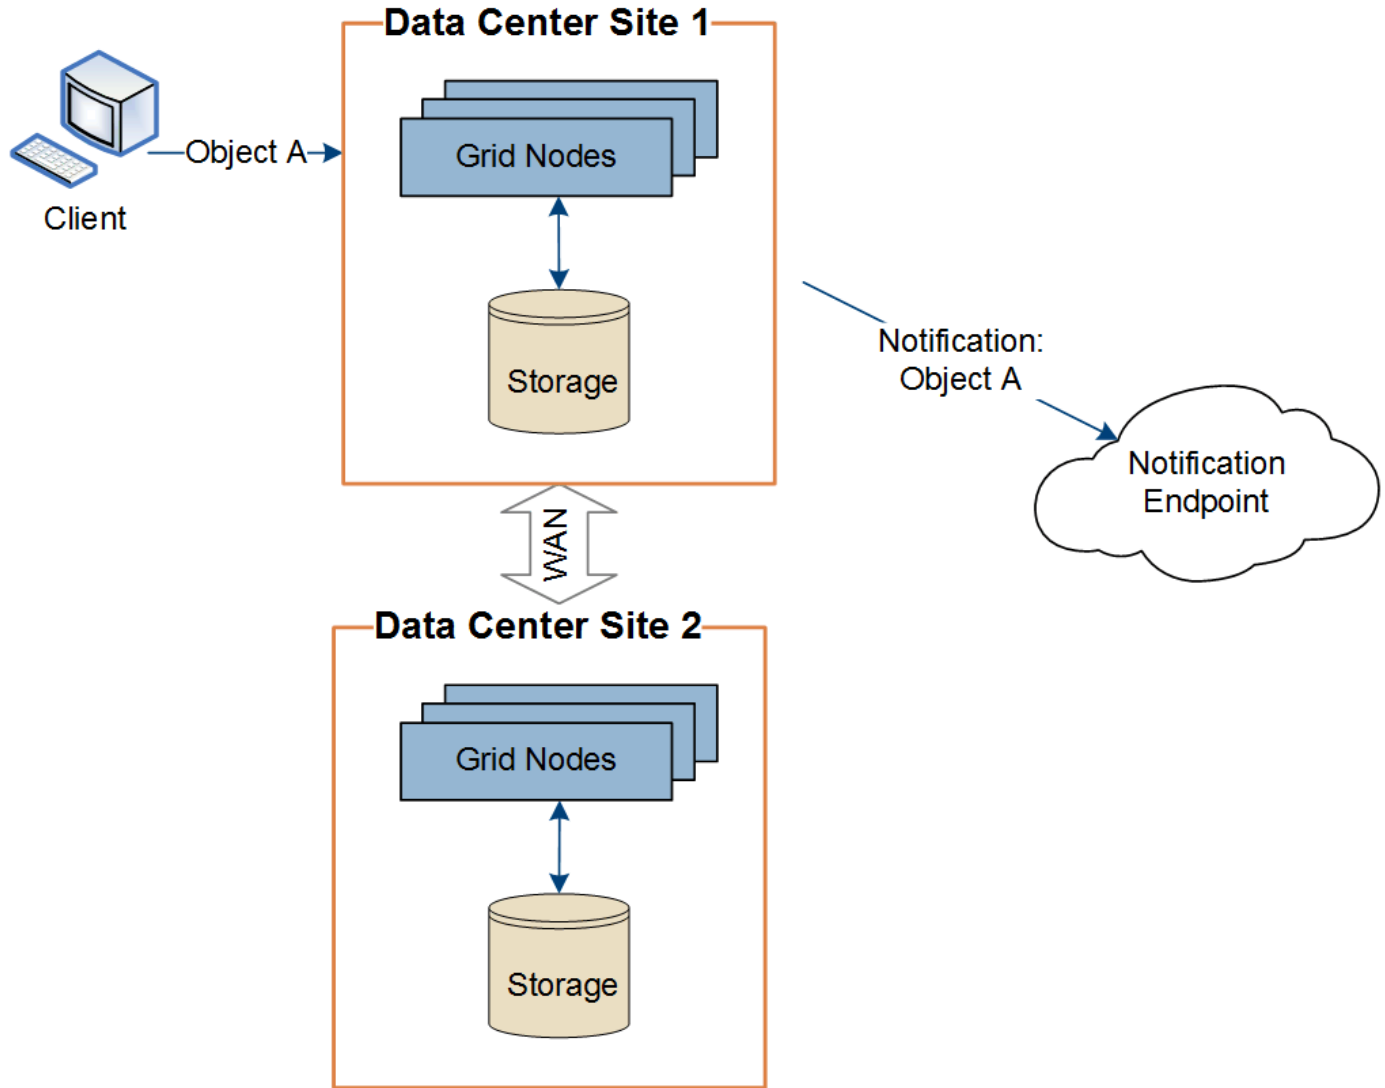 Data Center Site 1
Grid Nodes
Object A
Client
Storage
Notification:
Object A
Notification
Endpoint
WAN
Data Center Site 2
Grid Nodes
Storage